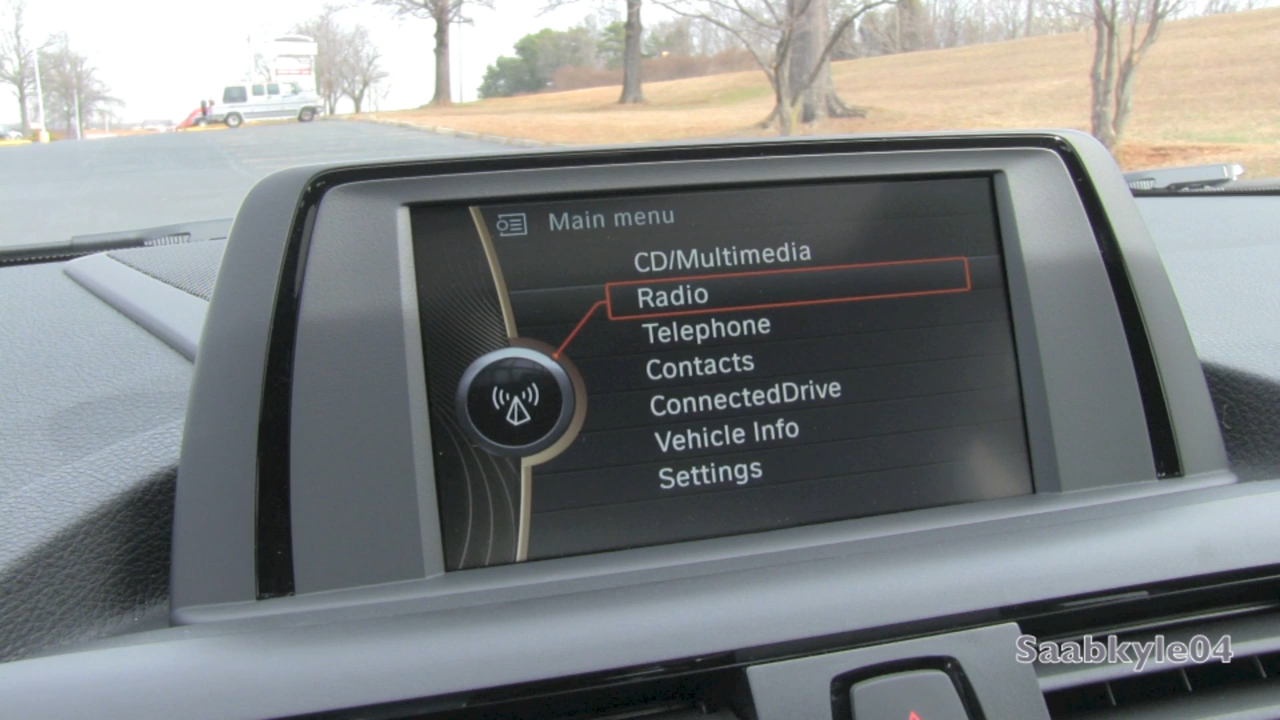 Main menu
CD/Multimedia
Radio
Telephone
Contacts
ConnectedDrive
Vehicle Info
Settings
Saabkyle04